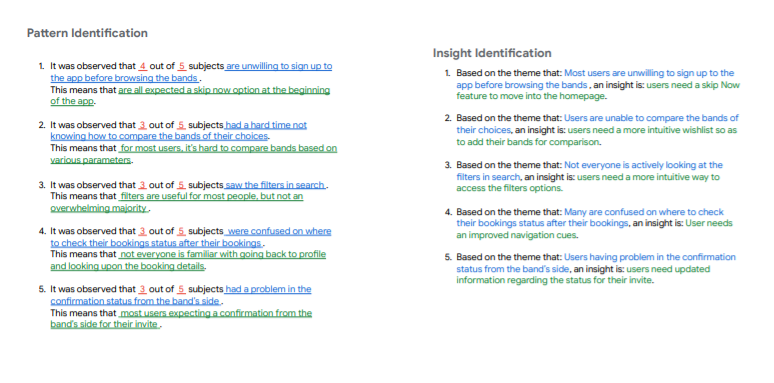 Pattern Identification
1. It was observed that 4 out of 5 subjects are unwilling to sign up to
the app before browsing the bands .
This means that are all expected a skip now option at the beginning
of the app.
2. It was observed that 3 out of 5 subjects had a hard time not
knowing how to compare the bands of their choices.
This means that for most users, it's hard to compare bands based on
various parameters.
3. It was observed that 3 out of 5 subjects saw the filters in search .
This means that filters are useful for most people, but not an
overwhelming majority .
4. It was observed that 3 out of 5 subjects were confused on where
to check their bookings status after their bookings .
This means that not everyone is familiar with going back to profile
and looking upon the booking details.
5. It was observed that 3 out of 5 subjects had a problem in the
confirmation status from the band's side .
This means that most users expecting a confirmation from the
band's side for their invite .
Insight Identification
1. Based on the theme that: Most users are unwilling to sign up to the
app before browsing the bands , an insight is: users need a skip Now
feature to move into the homepage.
2. Based on the theme that: Users are unable to compare the bands of
their choices, an insight is: users need a more intuitive wishlist so as
to add their bands for comparison.
3. Based on the theme that: Not everyone is actively looking at the
filters in search, an insight is: users need a more intuitive way to
access the filters options.
4. Based on the theme that: Many are confused on where to check
their bookings status after their bookings, an insight is: User needs
an improved navigation cues.
5. Based on the theme that: Users having problem in the confirmation
status from the band's side, an insight is: users need updated
information regarding the status for their invite.